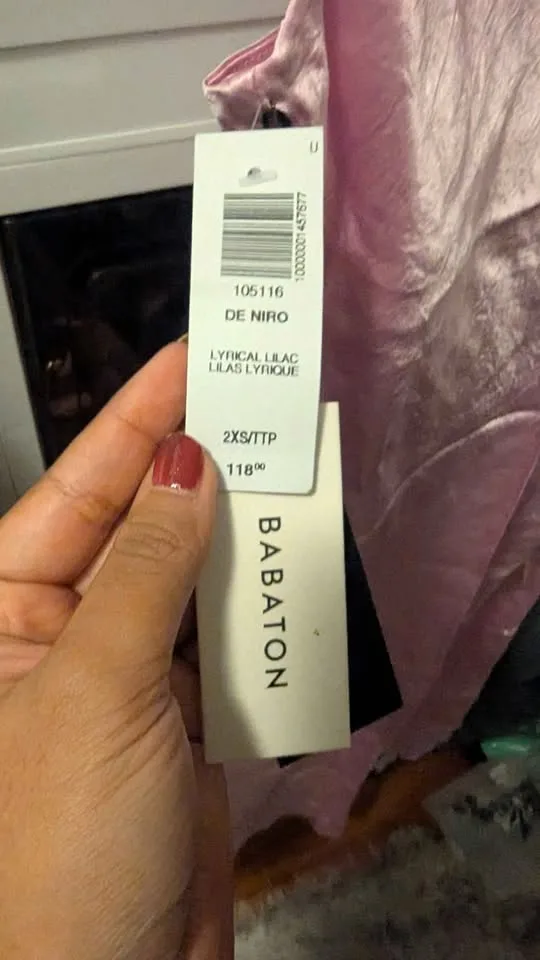 U
10000001457677
105116
DE NIRO
LYRICAL LILAC
LILAS LYRIQUE
2XS/TTP
118⁰⁰
BABATON